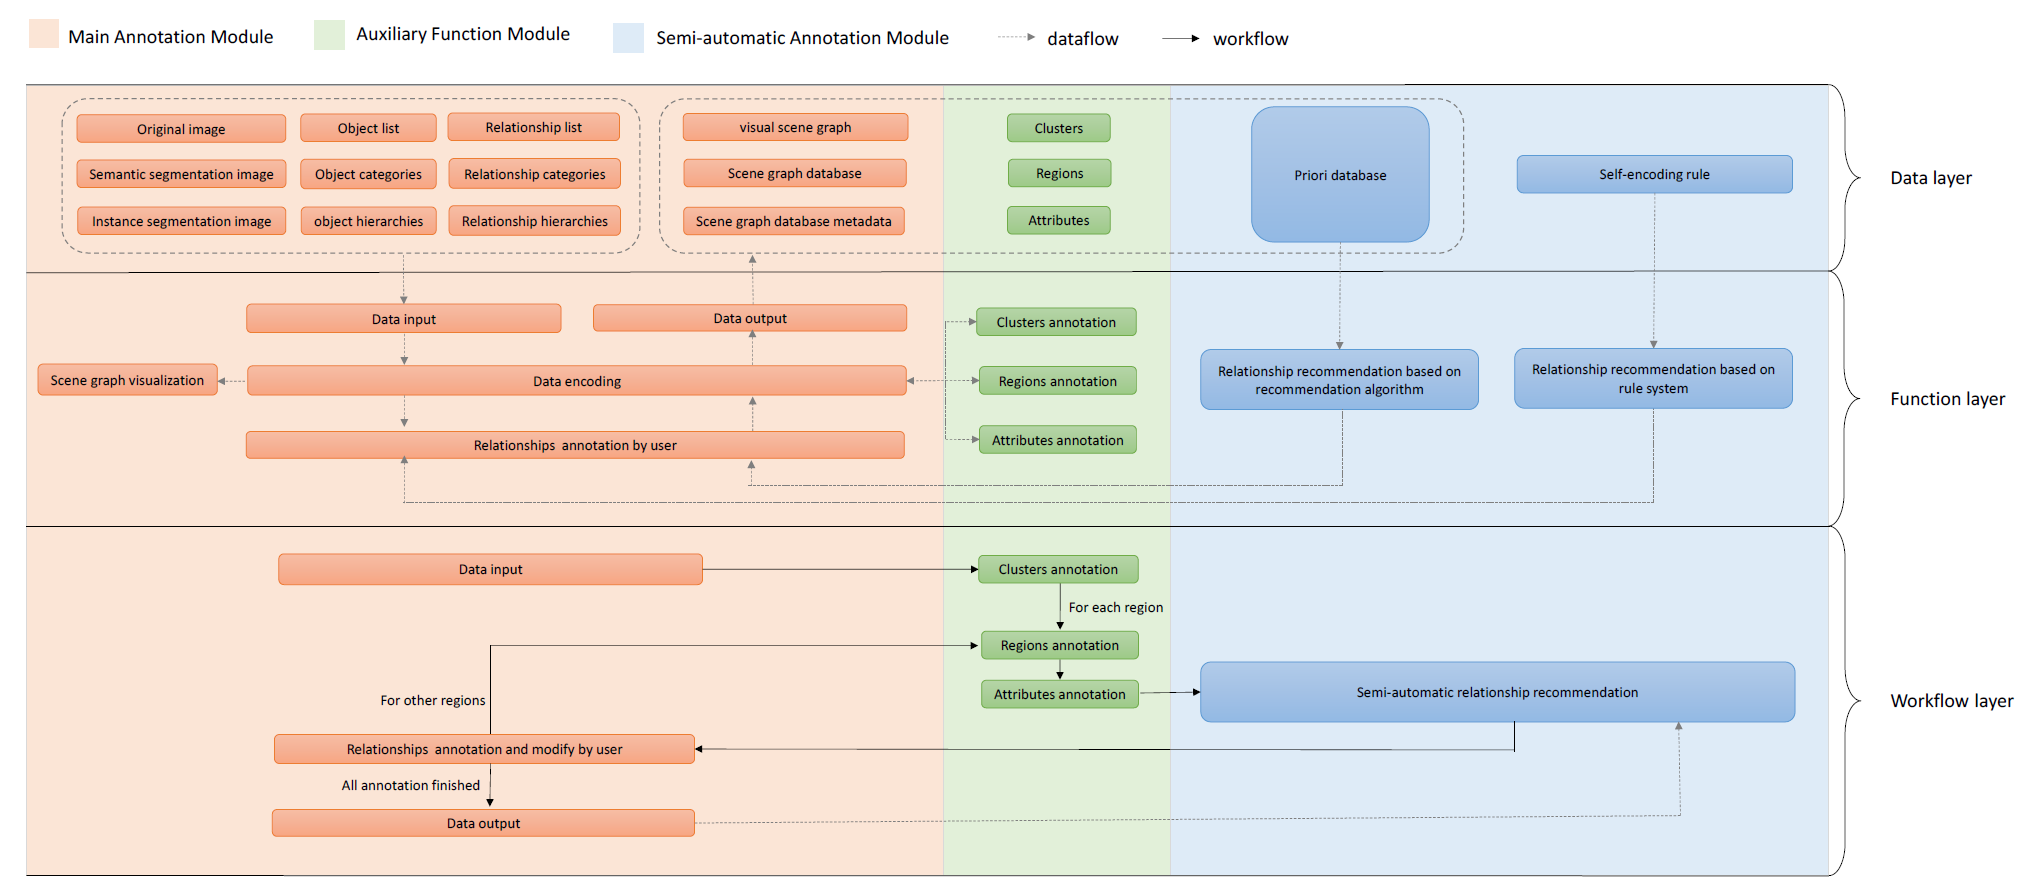 Main Annotation Module
Auxiliary Function Module
Semi-automatic Annotation Module
dataflow
workflow
Original image
Object list
Relationship list
visual scene graph
Clusters
Semantic segmentation image
Object categories
Relationship categories
Scene graph database
Regions
Priori database
Self-encoding rule
Data layer
Instance segmentation image
object hierarchies
Relationship hierarchies
Scene graph database metadata
Attributes
Data input
Data output
Clusters annotation
Scene graph visualization
Data encoding
Regions annotation
Relationship recommendation based on
recommendation algorithm
Relationship recommendation based on
rule system
Function layer
Relationships annotation by user
Attributes annotation
Data input
Clusters annotation
For each region
Regions annotation
Attributes annotation
Semi-automatic relationship recommendation
For other regions
Workflow layer
Relationships annotation and modify by user
All annotation finished
Data output